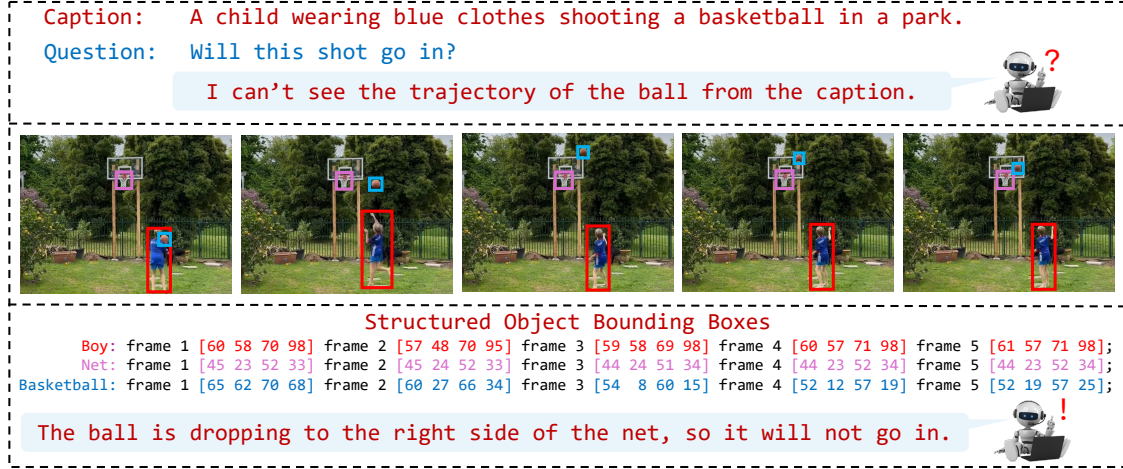 Caption: A child wearing blue clothes shooting a basketball in a park.
Question: Will this shot go in?
?
I can't see the trajectory of the ball from the caption.
Structured Object Bounding Boxes
Boy: frame 1 [60 58 70 98] frame 2 [57 48 70 95] frame 3 [59 58 69 98] frame 4 [60 57 71 98] frame 5 [61 57 71 98];
Net: frame 1 [45 23 52 33] frame 2 [45 24 52 33] frame 3 [44 24 51 34] frame 4 [44 23 52 34] frame 5 [44 23 52 34];
Basketball: frame 1 [65 62 70 68] frame 2 [60 27 66 34] frame 3 [54 8 60 15] frame 4 [52 12 57 19] frame 5 [52 19 57 25];
!
The ball is dropping to the right side of the net, so it will not go in.